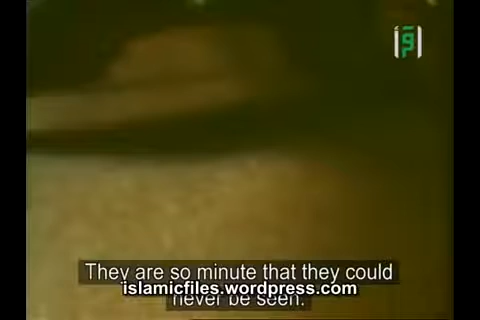 They are so minute that they could
islamicfiles.wordpress.com
never be seen.